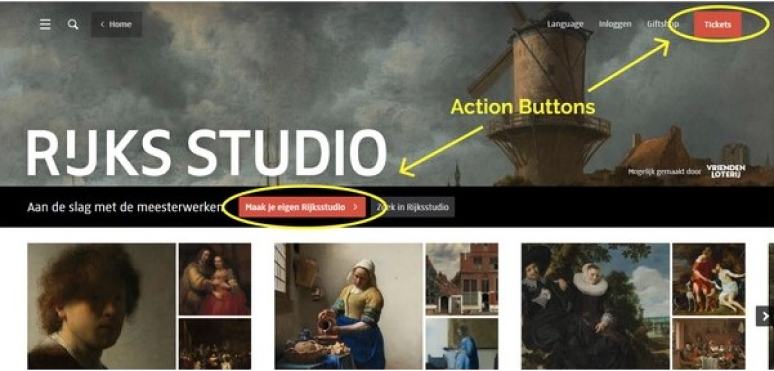 Home
Language Inloggen Giftshop Tickets
Action Buttons
RIJKS STUDIO
Mogelijk gemaakt door VRIENDEN LOTERIJ
Aan de slag met de meesterwerken Maak je eigen Rijksstudio Zoek in Rijksstudio